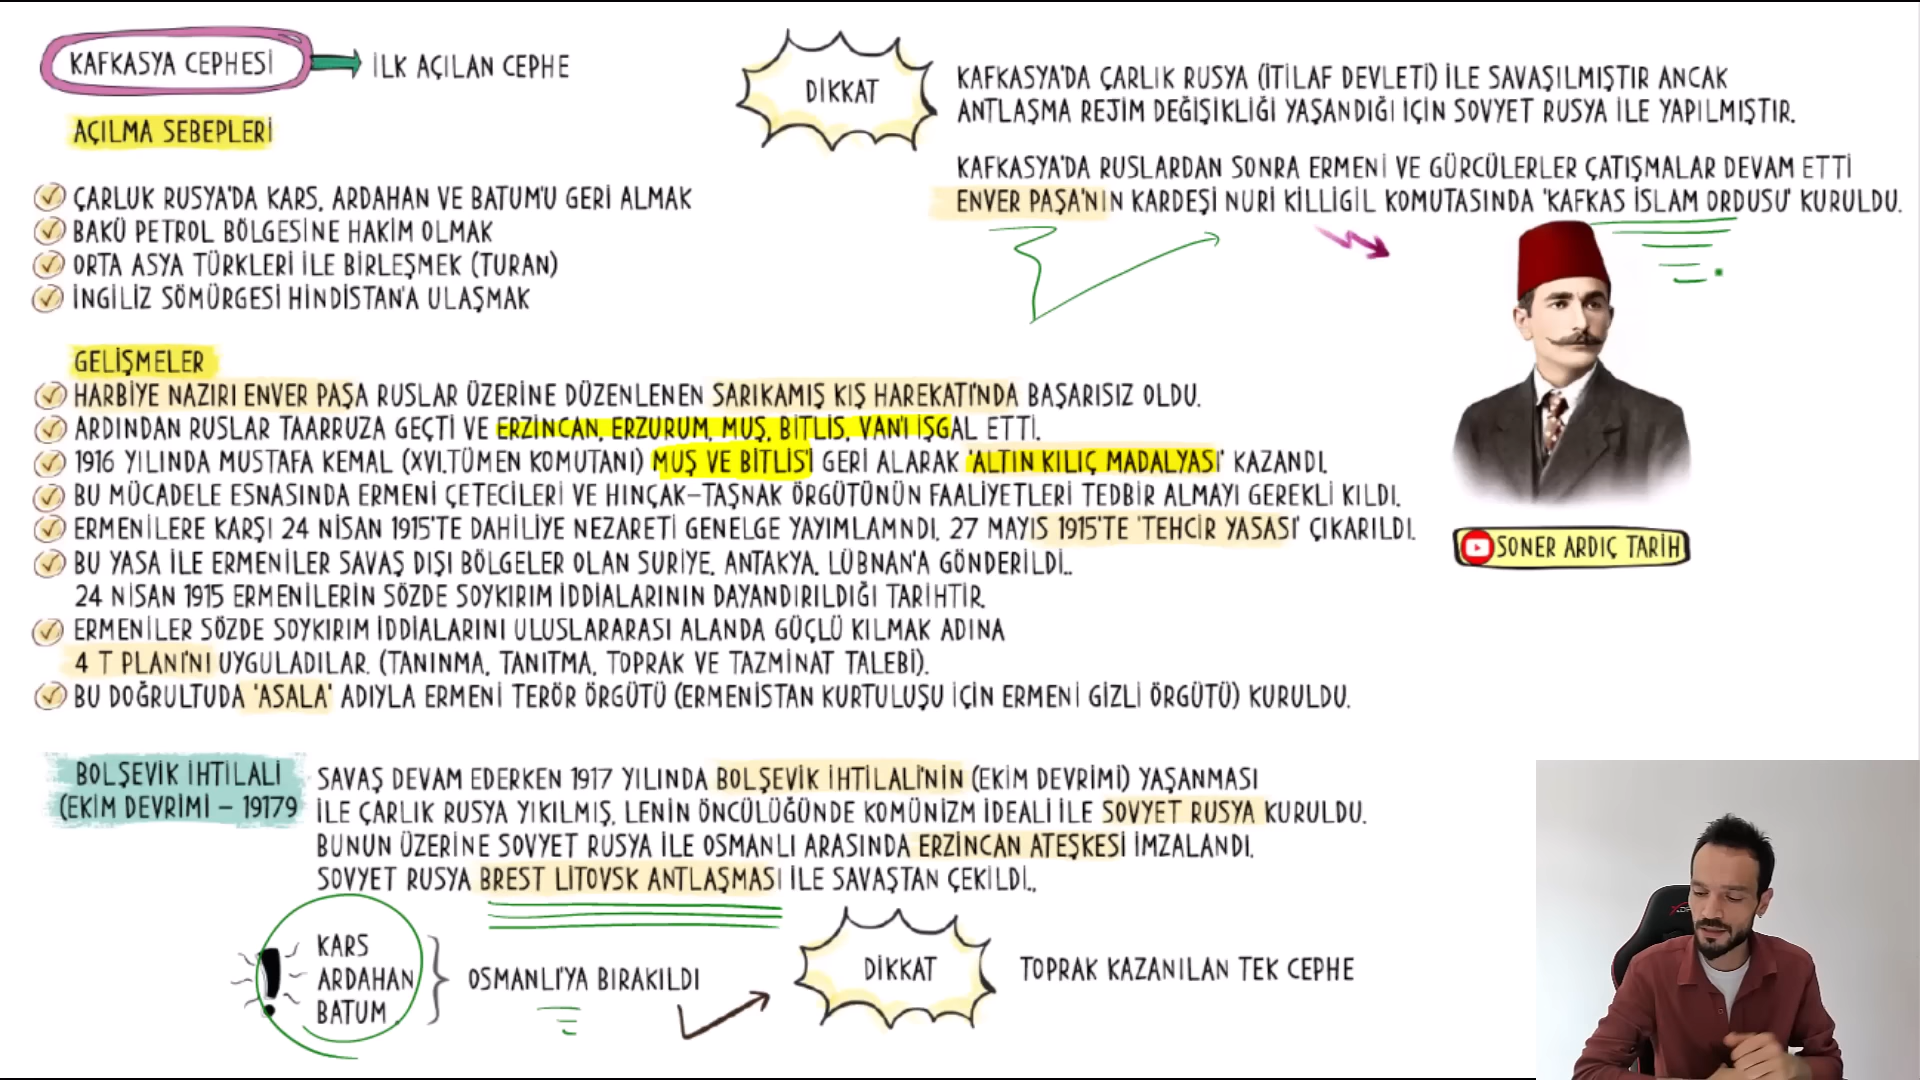 KAFKASYA CEPHESİ
İLK AÇILAN CEPHE
AÇILMA SEBEPLERİ
ÇARLUK RUSYA'DA KARS, ARDAHAN VE BATUM'U GERİ ALMAK
BAKÜ PETROL BÖLGESİNE HAKİM OLMAK
ORTA ASYA TÜRKLERİ İLE BİRLEŞMEK (TURAN)
İNGİLİZ SÖMÜRGESİ HİNDİSTAN'A ULAŞMAK
DİKKAT
KAFKASYA'DA ÇARLIK RUSYA (İTİLAF DEVLETİ) İLE SAVAŞILMIŞTIR ANCAK
ANTLAŞMA REJİM DEĞİŞİKLİĞİ YAŞANDIĞI İÇİN SOVYET RUSYA İLE YAPILMIŞTIR.
KAFKASYA'DA RUSLARDAN SONRA ERMENİ VE GÜRCÜLERLER ÇATIŞMALAR DEVAM ETTİ
ENVER PAŞA'NIN KARDEŞİ NURİ KİLLİGİL KOMUTASINDA 'KAFKAS İSLAM ORDUSU' KURULDU.
GELİŞMELER
HARBİYE NAZIRI ENVER PAŞA RUSLAR ÜZERİNE DÜZENLENEN SARIKAMIŞ KIŞ HAREKATI'NDA BAŞARISIZ OLDU.
ARDINDAN RUSLAR TAARRUZA GEÇTİ VE ERZİNCAN, ERZURUM, MUŞ, BİTLİS, VAN'I İŞGAL ETTİ.
1916 YILINDA MUSTAFA KEMAL (XVI.TÜMEN KOMUTANI) MUŞ VE BİTLİS'İ GERİ ALARAK 'ALTIN KILIÇ MADALYASI' KAZANDI.
BU MÜCADELE ESNASINDA ERMENİ ÇETECİLERİ VE HINÇAK-TAŞNAK ÖRGÜTÜNÜN FAALİYETLERİ TEDBİR ALMAYI GEREKLİ KILDI.
ERMENİLERE KARŞI 24 NİSAN 1915'TE DAHİLİYE NEZARETİ GENELGE YAYIMLAMNDI, 27 MAYIS 1915'TE 'TEHCİR YASASI' ÇIKARILDI.
BU YASA İLE ERMENİLER SAVAŞ DIŞI BÖLGELER OLAN SURİYE, ANTAKYA, LÜBNAN'A GÖNDERİLDİ..
24 NİSAN 1915 ERMENİLERİN SÖZDE SOYKIRIM İDDİALARININ DAYANDIRILDIĞI TARİHTİR.
ERMENİLER SÖZDE SOYKIRIM İDDİALARINI ULUSLARARASI ALANDA GÜÇLÜ KILMAK ADINA
4 T PLANI'NI UYGULADILAR. (TANINMA, TANITMA, TOPRAK VE TAZMİNAT TALEBİ).
BU DOĞRULTUDA 'ASALA' ADIYLA ERMENİ TERÖR ÖRGÜTÜ (ERMENİSTAN KURTULUŞU İÇİN ERMENİ GİZLİ ÖRGÜTÜ) KURULDU.
SONER ARDIÇ TARİH
BOLŞEVİK İHTİLALİ
(EKİM DEVRİMİ – 19179
SAVAŞ DEVAM EDERKEN 1917 YILINDA BOLŞEVİK İHTİLALİ'NİN (EKİM DEVRİMİ) YAŞANMASI
İLE ÇARLIK RUSYA YIKILMIŞ, LENİN ÖNCÜLÜĞÜNDE KOMÜNİZM İDEALİ İLE SOVYET RUSYA KURULDU.
BUNUN ÜZERİNE SOVYET RUSYA İLE OSMANLI ARASINDA ERZİNCAN ATEŞKESİ İMZALANDI.
SOVYET RUSYA BREST LİTOVSK ANTLAŞMASI İLE SAVAŞTAN ÇEKİLDİ..
KARS
ARDAHAN
BATUM
OSMANLI'YA BIRAKILDI
DİKKAT
TOPRAK KAZANILAN TEK CEPHE